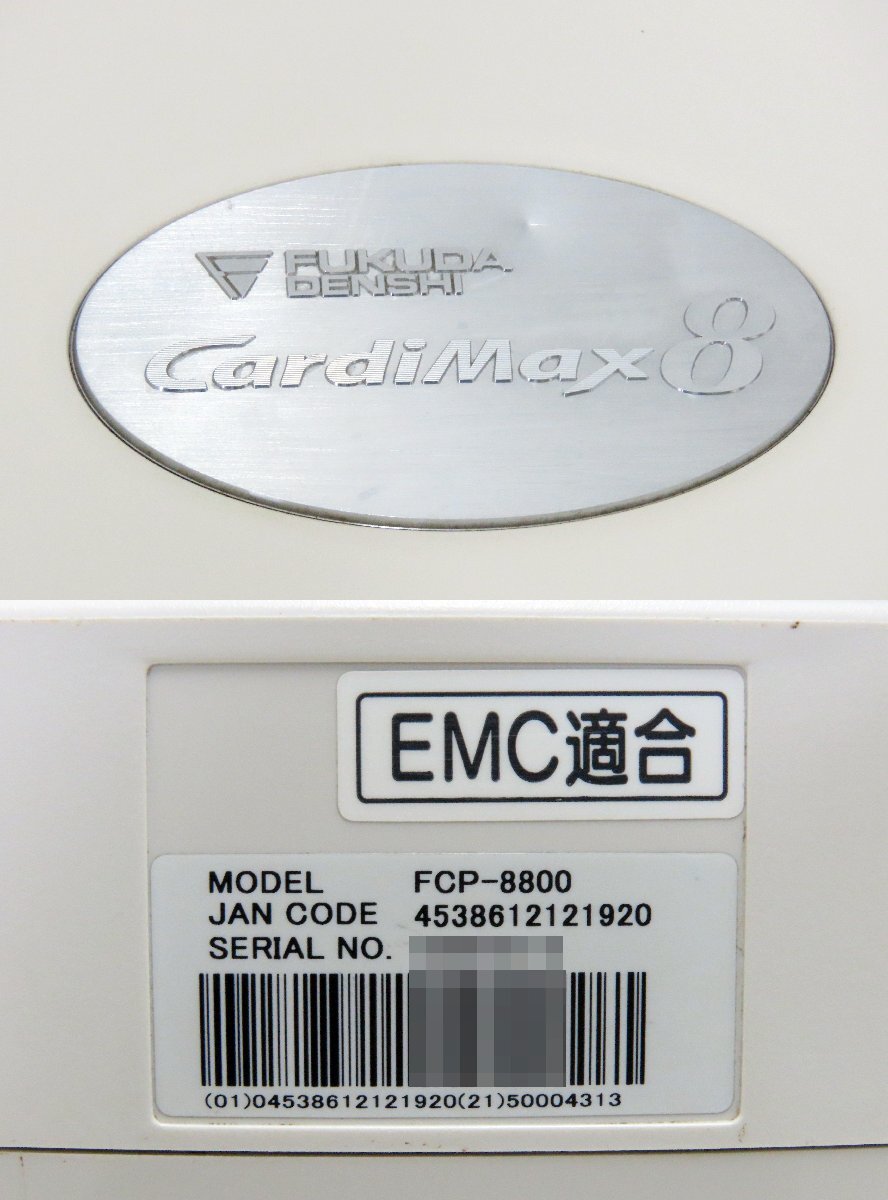 FUKUDA
DENSHI
CardiMax8
EMC適合
MODEL FCP-8800
JAN CODE 4538612121920
SERIAL NO.
(01)04538612121920(21)50004313